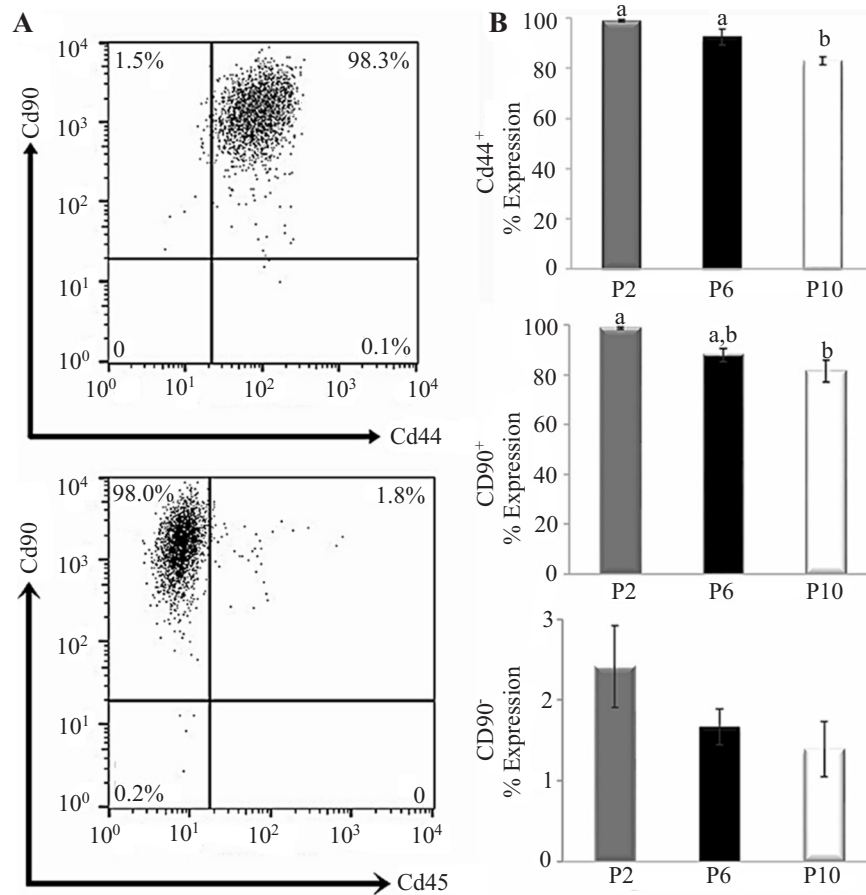 A
10⁴
1.5%
98.3%
10³
10²
10¹
10⁰
0
0.1%
10⁰ 10¹ 10² 10³ 10⁴
Cd90
Cd44
10⁴
98.0%
1.8%
10³
10²
10¹
10⁰
0.2%
0
10⁰ 10¹ 10² 10³ 10⁴
Cd90
Cd45
B
100
80
60
40
20
0
a
a
b
Cd44⁺
% Expression
P2 P6 P10
100
80
60
40
20
0
a
a,b
b
CD90⁺
% Expression
P2 P6 P10
3
2
1
0
CD90⁻
% Expression
P2 P6 P10